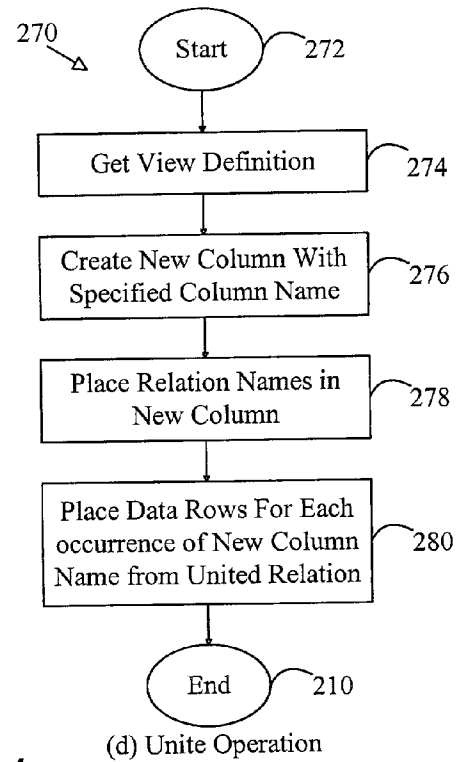 270
Start
272
Get View Definition
274
Create New Column With
Specified Column Name
276
Place Relation Names in
New Column
278
Place Data Rows For Each
occurrence of New Column
Name from United Relation
280
End
210
(d) Unite Operation